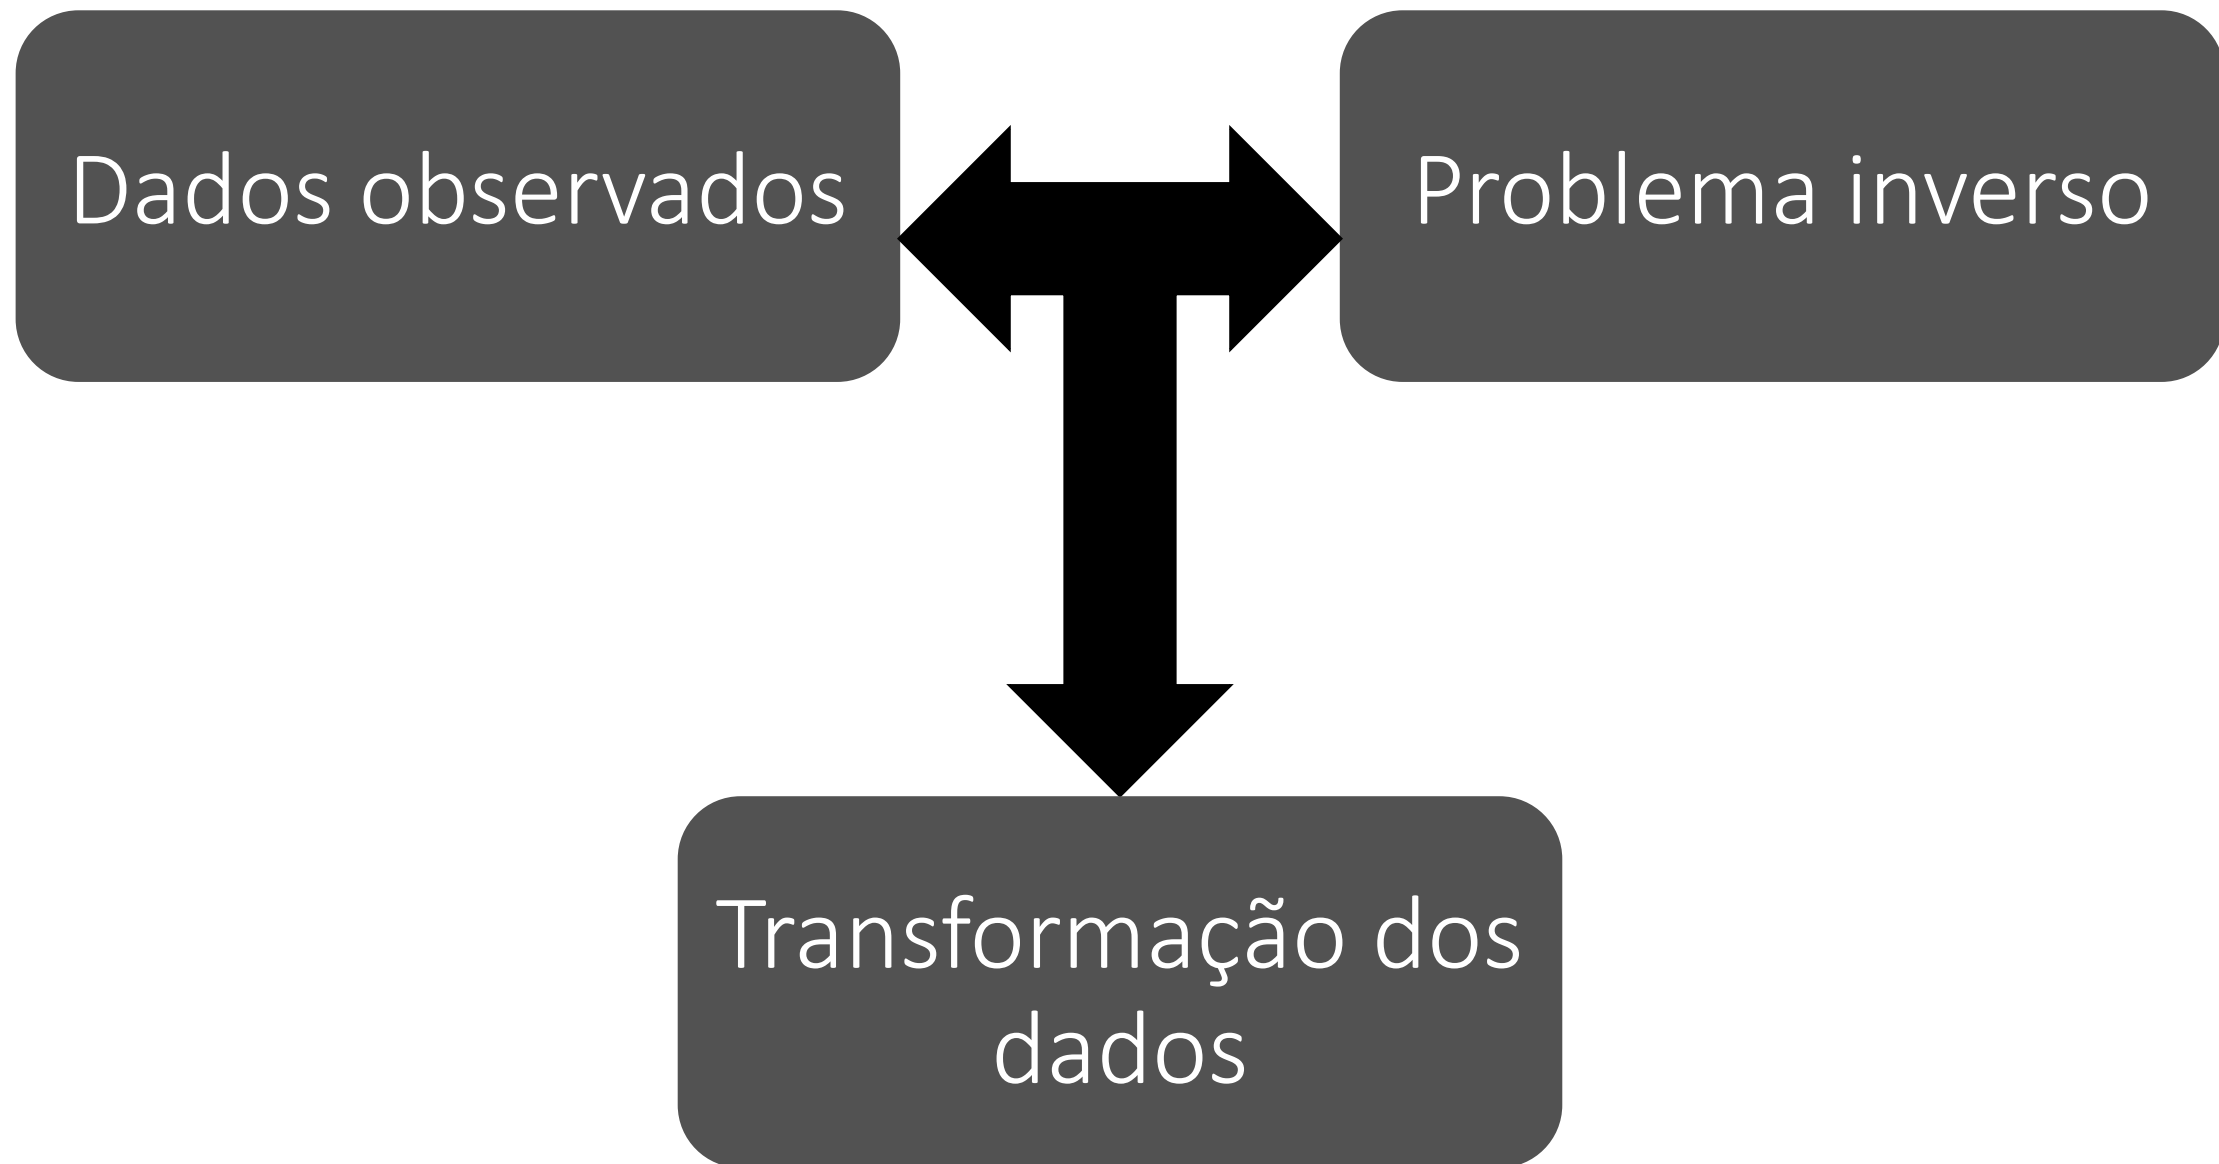 Dados observados
Problema inverso
Transformação dos
dados